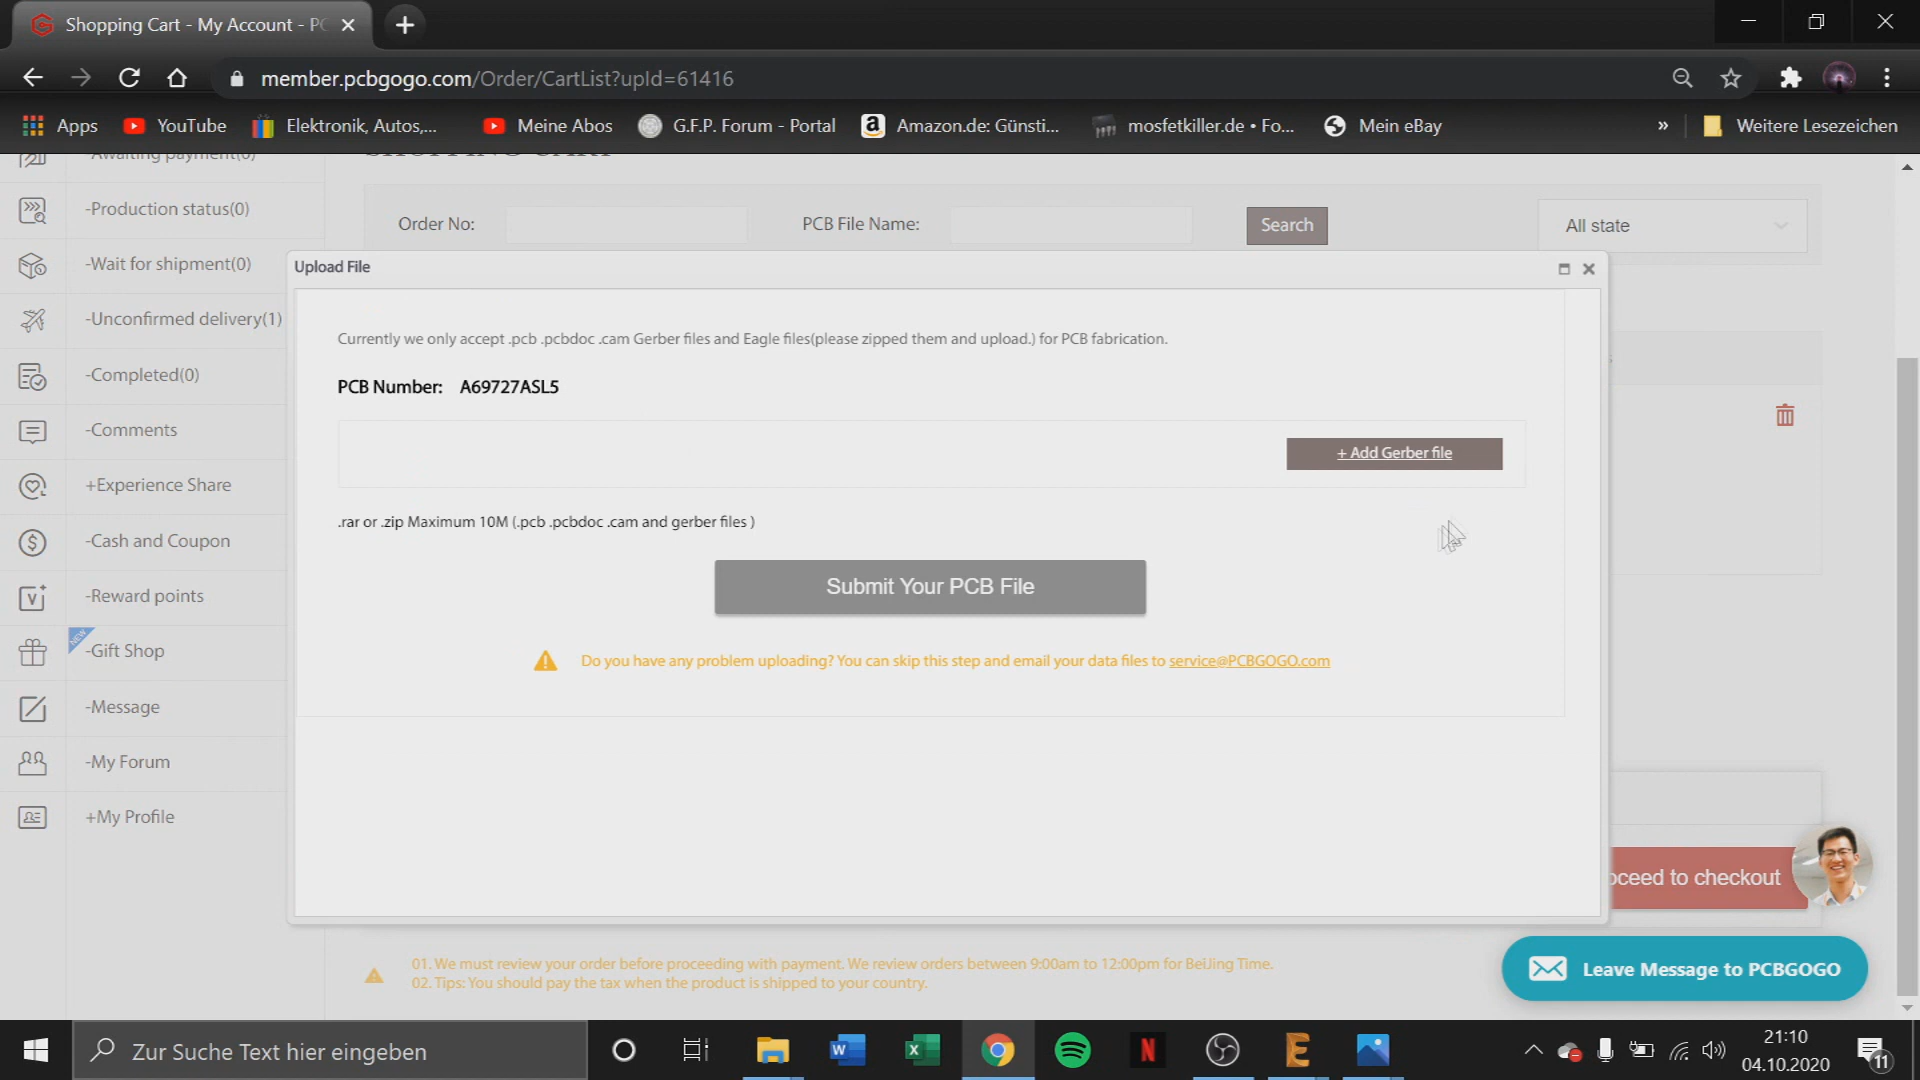 Shopping Cart - My Account - PC
member.pcbgogo.com/Order/CartList?upId=61416
Apps
YouTube
Elektronik, Autos,...
Meine Abos
G.F.P. Forum - Portal
Amazon.de: Günsti...
mosfetkiller.de • Fo...
Mein eBay
»
Weitere Lesezeichen
-Awaiting payment(0)
SHOPPING CART
-Production status(0)
Order No:
PCB File Name:
Search
All state
-Wait for shipment(0)
Upload File
-Unconfirmed delivery(1)
Currently we only accept .pcb .pcbdoc .cam Gerber files and Eagle files(please zipped them and upload.) for PCB fabrication.
-Completed(0)
PCB Number: A69727ASL5
-Comments
+ Add Gerber file
+Experience Share
.rar or .zip Maximum 10M (.pcb .pcbdoc .cam and gerber files )
-Cash and Coupon
Submit Your PCB File
-Reward points
NEW
-Gift Shop
Do you have any problem uploading? You can skip this step and email your data files to service@PCBGOGO.com
-Message
-My Forum
+My Profile
oceed to checkout
01. We must review your order before proceeding with payment. We review orders between 9:00am to 12:00pm for BeiJing Time.
02. Tips: You should pay the tax when the product is shipped to your country.
Leave Message to PCBGOGO
Zur Suche Text hier eingeben
21:10
04.10.2020
11